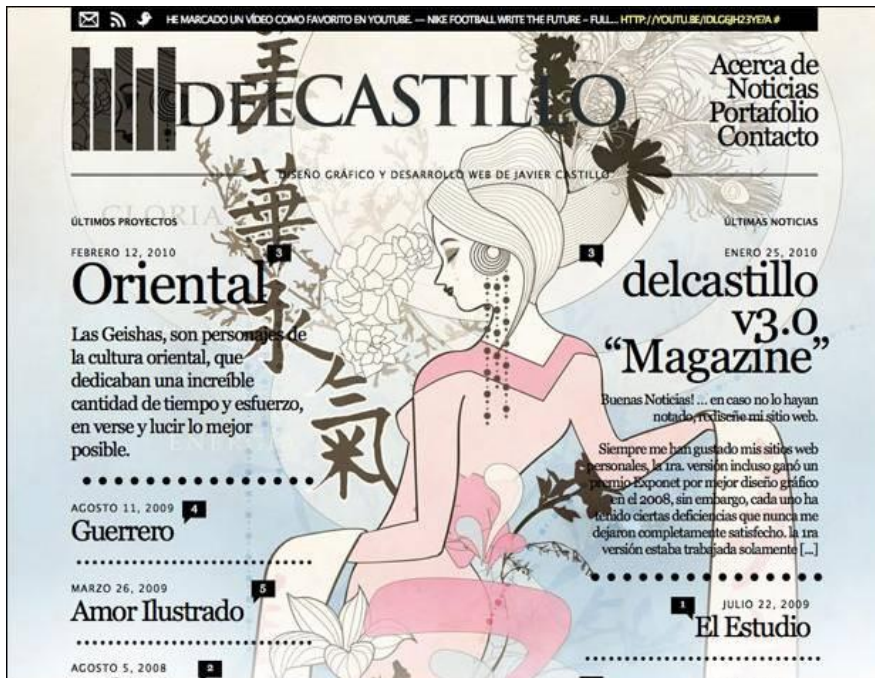 HE MARCADO UN VÍDEO COMO FAVORITO EN YOUTUBE. — NIKE FOOTBALL WRITE THE FUTURE – FULL... HTTP://YOUTU.BE/IDLGGJH23YE?A #
DELCASTILLO
Acerca de
Noticias
Portafolio
Contacto
DISEÑO GRÁFICO Y DESARROLLO WEB DE JAVIER CASTILLO
GLORIA
華
永
氣
ENERGÍA
ÚLTIMOS PROYECTOS
FEBRERO 12, 2010
3
Oriental
Las Geishas, son personajes de
la cultura oriental, que
dedicaban una increíble
cantidad de tiempo y esfuerzo,
en verse y lucir lo mejor
posible.
AGOSTO 11, 2009
4
Guerrero
MARZO 26, 2009
5
Amor Ilustrado
AGOSTO 5, 2008
2
ÚLTIMAS NOTICIAS
3
ENERO 25, 2010
delcastillo
v3.0
“Magazine”
Buenas Noticias! ... en caso no lo hayan
notado, rediseñe mi sitio web.
Siempre me han gustado mis sitios web
personales, la 1ra. versión incluso ganó un
premio Exponet por mejor diseño gráfico
en el 2008, sin embargo, cada uno ha
tenido ciertas deficiencias que nunca me
dejaron completamente satisfecho. la 1ra
versión estaba trabajada solamente [...]
1
JULIO 22, 2009
El Estudio